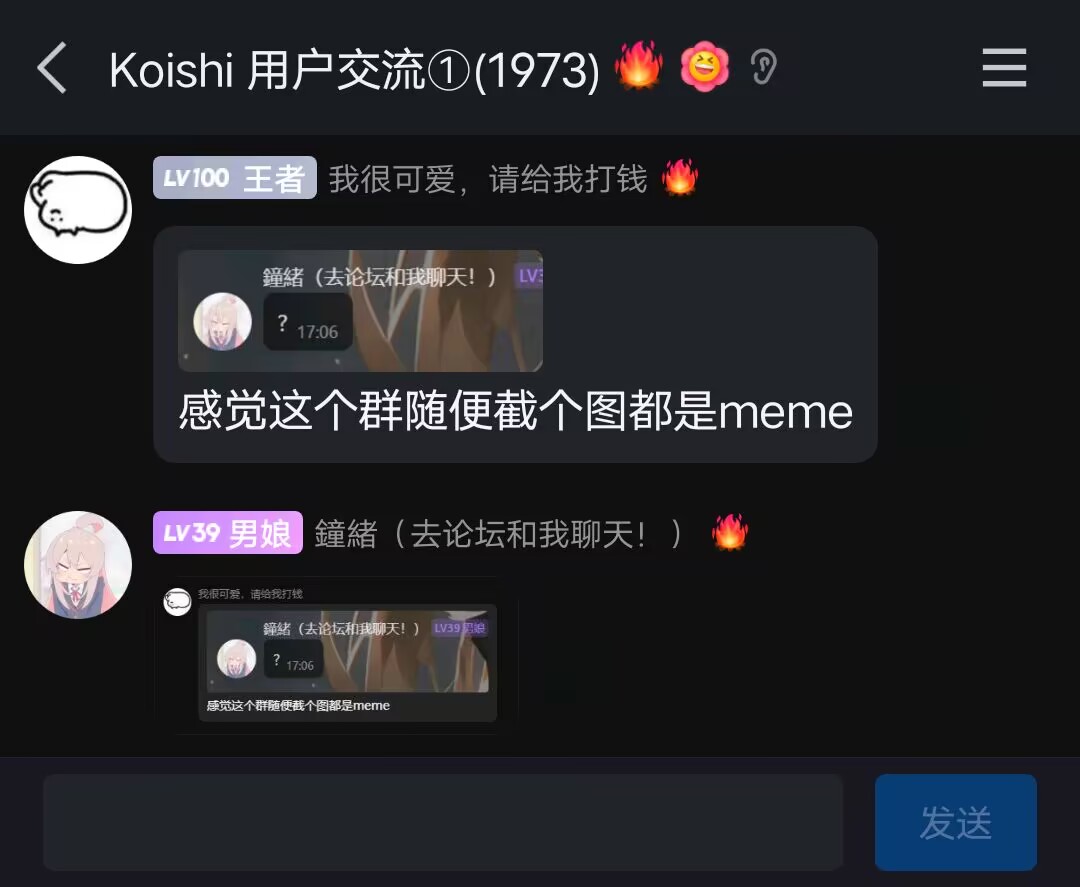 Koishi 用户交流①(1973)
LV100 王者 我很可爱，请给我打钱
鐘緒（去论坛和我聊天！） LV3
? 17:06
感觉这个群随便截个图都是meme
LV39 男娘 鐘緒（去论坛和我聊天！）
我很可爱，请给我打钱
鐘緒（去论坛和我聊天！） LV39 男娘
? 17:06
感觉这个群随便截个图都是meme
发送